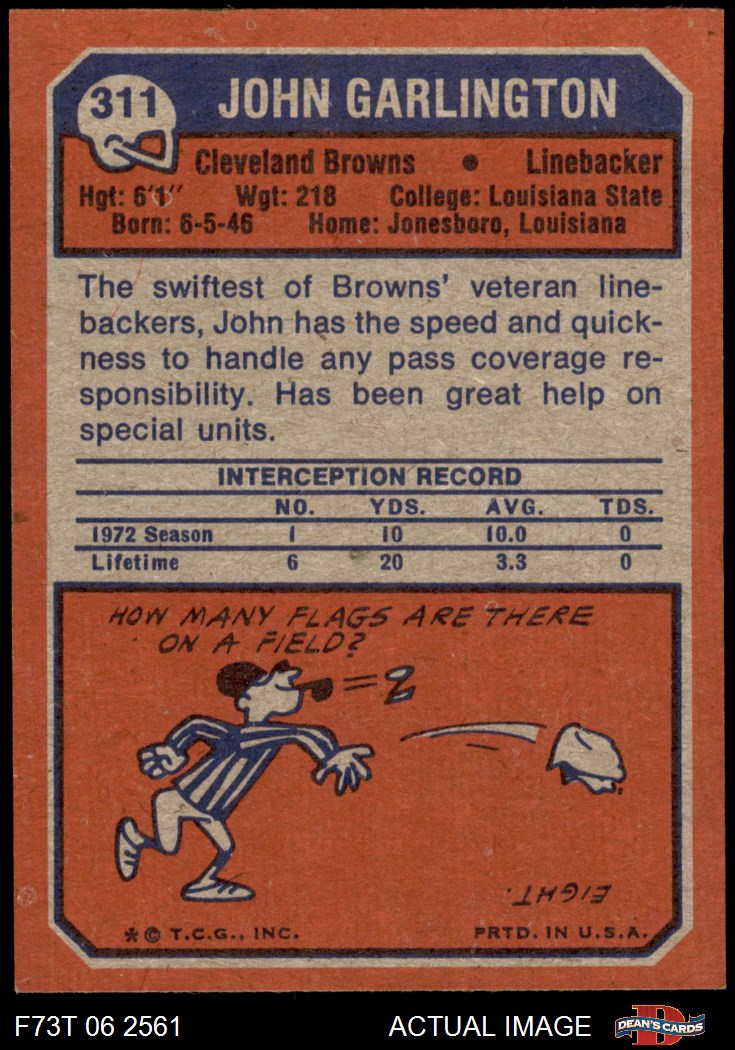 311
JOHN GARLINGTON
Cleveland Browns • Linebacker
Hgt: 6'1" Wgt: 218 College: Louisiana State
Born: 6-5-46 Home: Jonesboro, Louisiana
The swiftest of Browns' veteran line-
backers, John has the speed and quick-
ness to handle any pass coverage re-
sponsibility. Has been great help on
special units.
INTERCEPTION RECORD
NO. YDS. AVG. TDS.
1972 Season 1 10 10.0 0
Lifetime 6 20 3.3 0
HOW MANY FLAGS ARE THERE
ON A FIELD?
EIGHT.
* © T.C.G., INC. PRTD. IN U.S.A.
F73T 06 2561 ACTUAL IMAGE DEAN'S CARDS